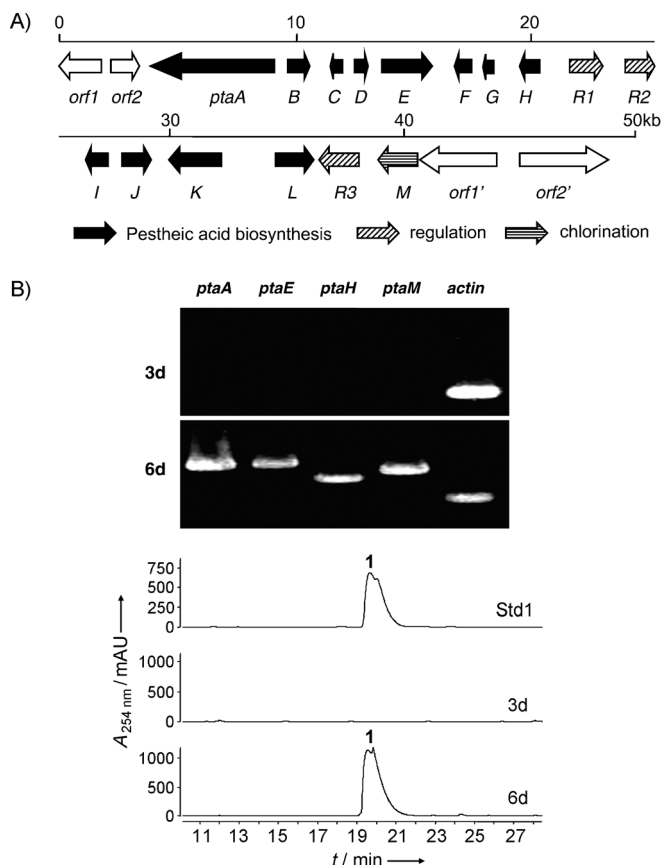 A)
0 10 20
orf1 orf2 ptaA B C D E F G H R1 R2
30 40 50kb
I J K L R3 M orf1' orf2'
Pestheic acid biosynthesis regulation chlorination
B)
ptaA ptaE ptaH ptaM actin
3d
6d
1
750
500
250
0
Std1
1000
500
0
3d
1
1000
500
0
6d
A254 nm / mAU
11 13 15 17 19 21 23 25 27
t / min